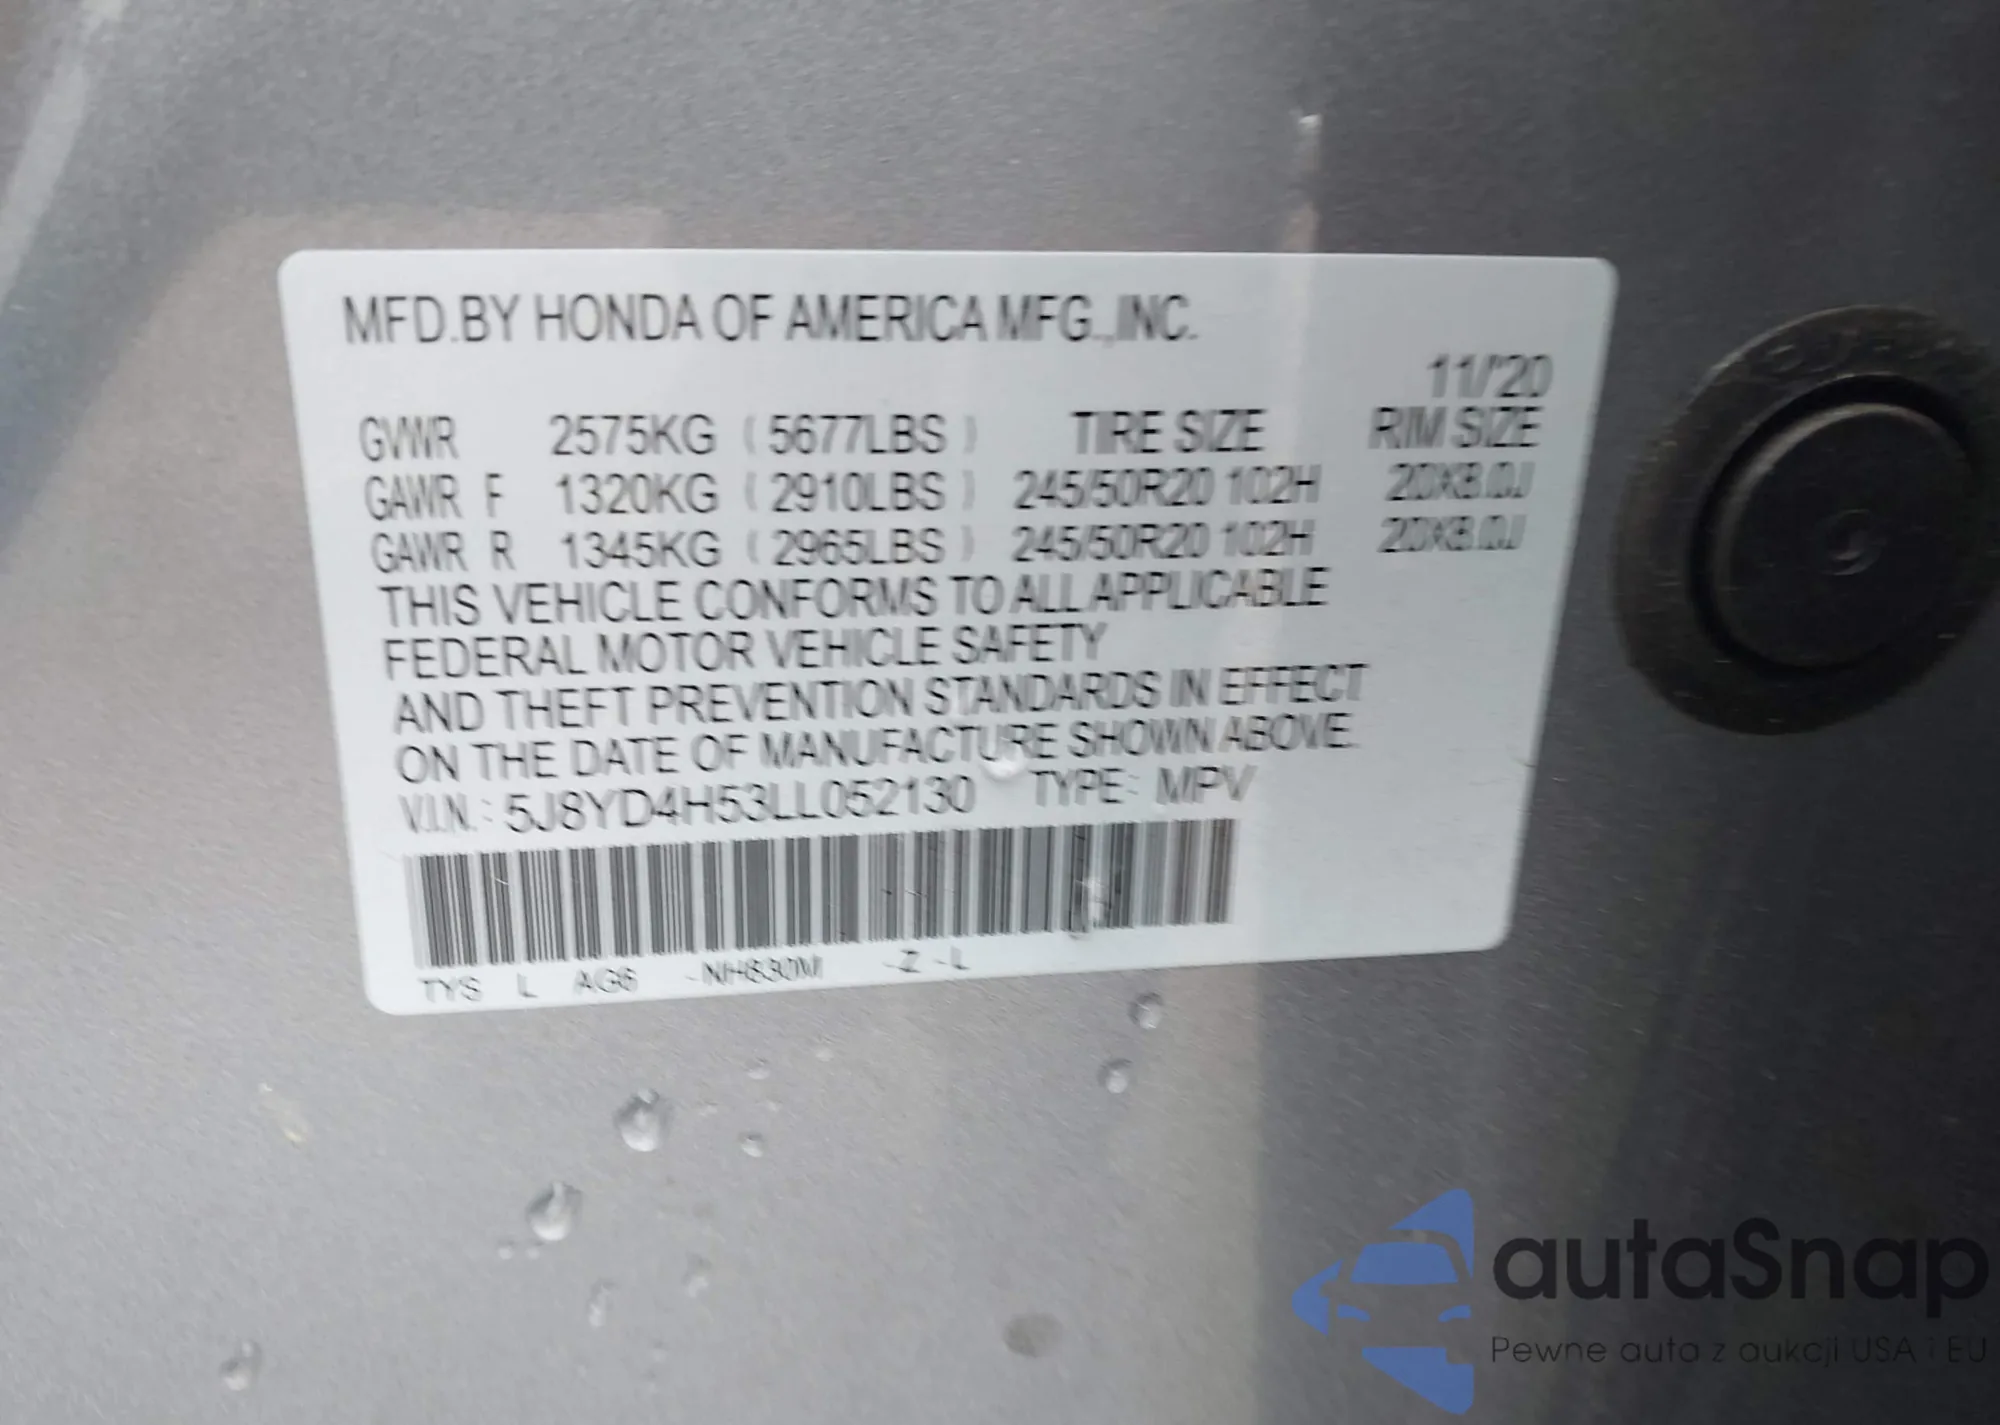 MFD.BY HONDA OF AMERICA MFG.,INC.
11/'20
GVWR 2575KG ( 5677LBS ) TIRE SIZE RIM SIZE
GAWR F 1320KG ( 2910LBS ) 245/50R20 102H 20X8.0J
GAWR R 1345KG ( 2965LBS ) 245/50R20 102H 20X8.0J
THIS VEHICLE CONFORMS TO ALL APPLICABLE
FEDERAL MOTOR VEHICLE SAFETY
AND THEFT PREVENTION STANDARDS IN EFFECT
ON THE DATE OF MANUFACTURE SHOWN ABOVE.
V.I.N.: 5J8YD4H53LL052130 TYPE: MPV
TYS L AG6 -NH830M -Z -L
autaSnap
Pewne auta z aukcji USA i EU